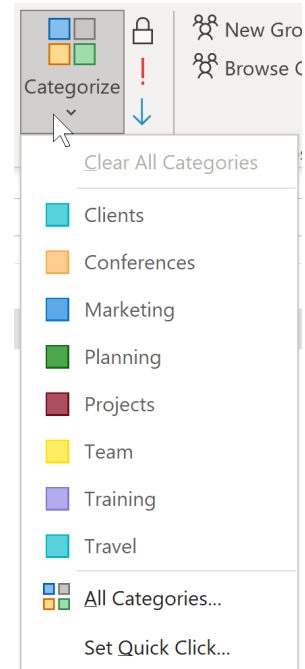 Categorize
New Gro
Browse
Clear All Categories
Clients
Conferences
Marketing
Planning
Projects
Team
Training
Travel
All Categories...
Set Quick Click...